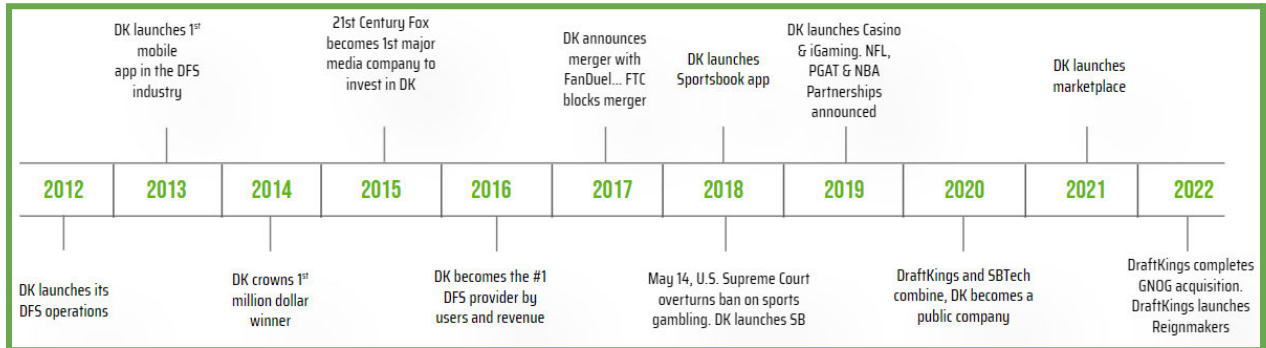 DK launches 1st
mobile
app in the DFS
industry
21st Century Fox
becomes 1st major
media company to
invest in DK
DK announces
merger with
FanDuel... FTC
blocks merger
DK launches
Sportsbook app
DK launches Casino
& iGaming. NFL,
PGAT & NBA
Partnerships
announced
DK launches
marketplace
2012 2013 2014 2015 2016 2017 2018 2019 2020 2021 2022
DK launches its
DFS operations
DK crowns 1st
million dollar
winner
DK becomes the #1
DFS provider by
users and revenue
May 14, U.S. Supreme Court
overturns ban on sports
gambling. DK launches SB
DraftKings and SBTech
combine, DK becomes a
public company
DraftKings completes
GNOG acquisition.
DraftKings launches
Reignmakers